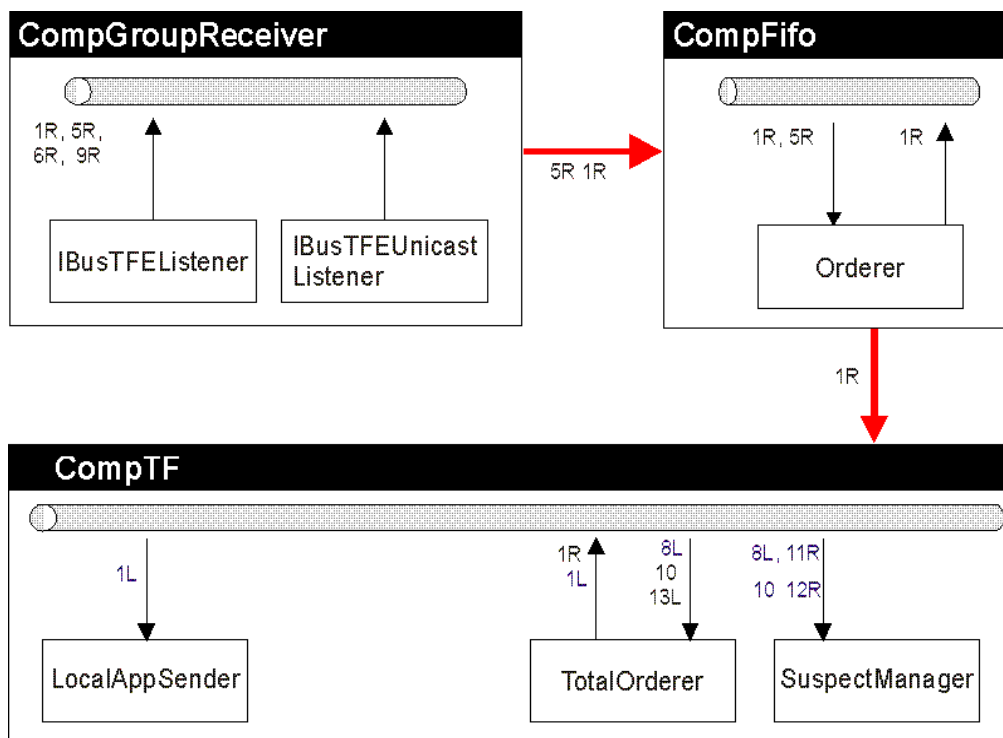 CompGroupReceiver
1R, 5R,
6R, 9R
IBusTFEListener
IBusTFEUnicast
Listener
5R 1R
CompFifo
1R, 5R
1R
Orderer
1R
CompTF
1L
LocalAppSender
1R
1L
8L
10
13L
TotalOrderer
8L, 11R
10 12R
SuspectManager